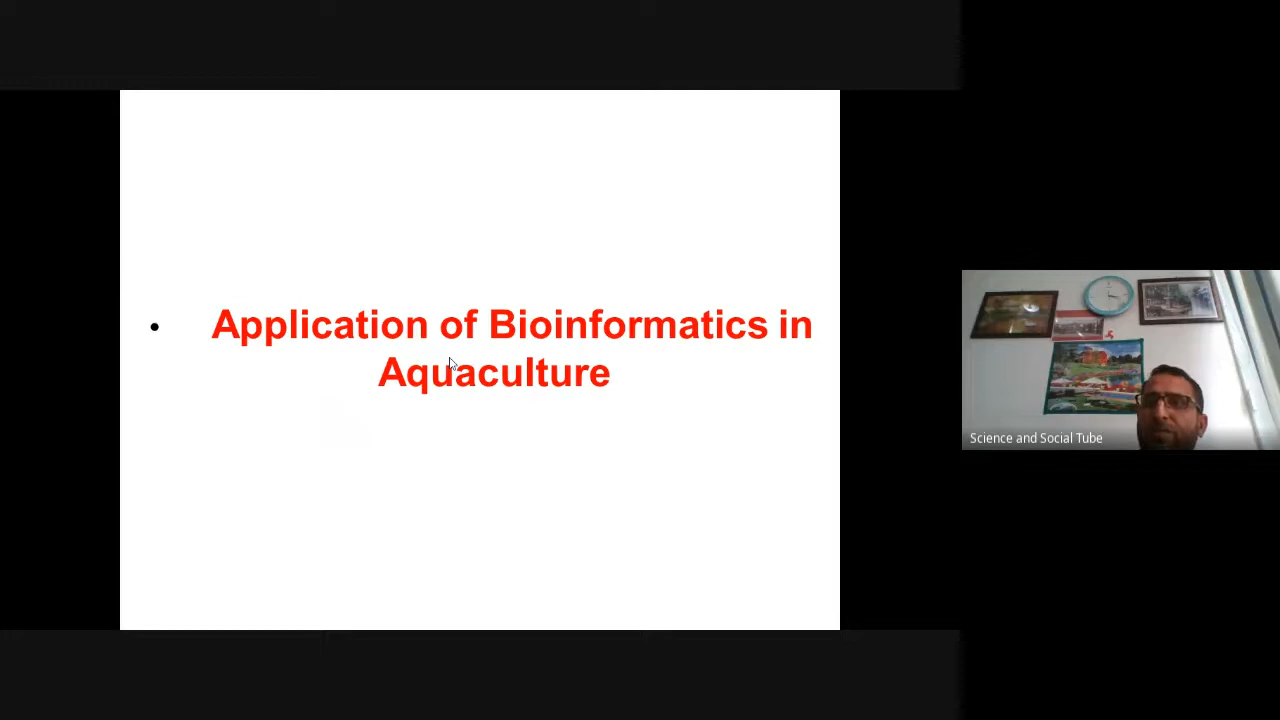 • Application of Bioinformatics in
Aquaculture
Science and Social Tube